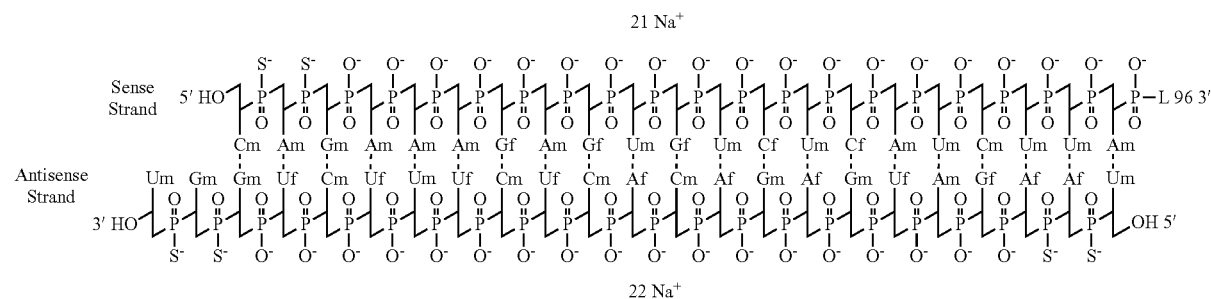 21 Na⁺
S⁻ S⁻ O⁻ O⁻ O⁻ O⁻ O⁻ O⁻ O⁻ O⁻ O⁻ O⁻ O⁻ O⁻ O⁻ O⁻ O⁻ O⁻ O⁻ O⁻ O⁻
Sense
Strand
5′ HO P P P P P P P P P P P P P P P P P P P P P L 96 3′
O O O O O O O O O O O O O O O O O O O O O
Cm Am Gm Am Am Am Gf Am Gf Um Gf Um Cf Um Cf Am Um Cm Um Um Am
Antisense
Strand
Um Gm Gm Uf Cm Uf Um Uf Cm Uf Cm Af Cm Af Gm Af Gm Uf Am Gf Af Af Um
O O O O O O O O O O O O O O O O O O O O O O
3′ HO P P P P P P P P P P P P P P P P P P P P P P OH 5′
S⁻ S⁻ O⁻ O⁻ O⁻ O⁻ O⁻ O⁻ O⁻ O⁻ O⁻ O⁻ O⁻ O⁻ O⁻ O⁻ O⁻ O⁻ O⁻ O⁻ S⁻ S⁻
22 Na⁺